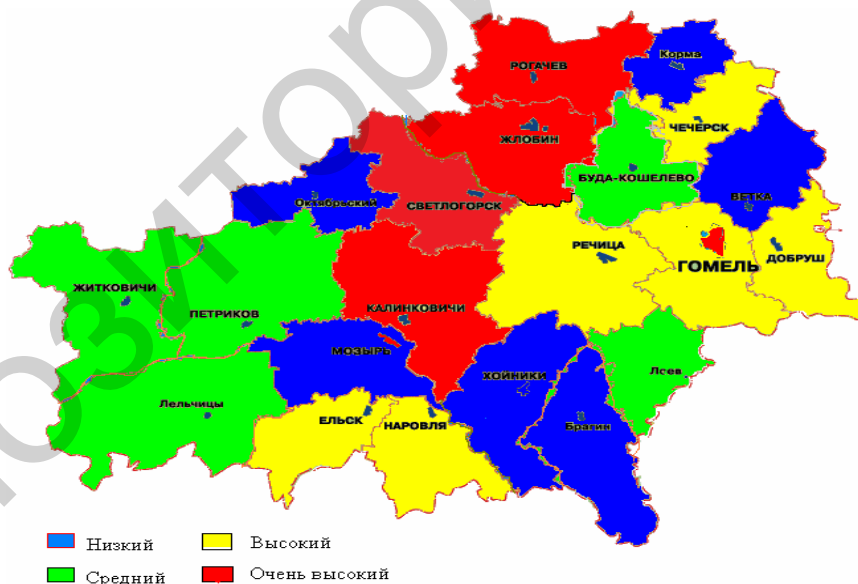 РОГАЧЕВ
Корма
ЧЕЧЕРСК
ЖЛОБИН
БУДА-КОШЕЛЕВО
ВЕТКА
Октябрьский
СВЕТЛОГОРСК
РЕЧИЦА
ГОМЕЛЬ
ДОБРУШ
ЖИТКОВИЧИ
ПЕТРИКОВ
КАЛИНКОВИЧИ
МОЗЫРЬ
ХОЙНИКИ
Лоев
Лельчицы
ЕЛЬСК
НАРОВЛЯ
Брагин
Низкий
Высокий
Средний
Очень высокий